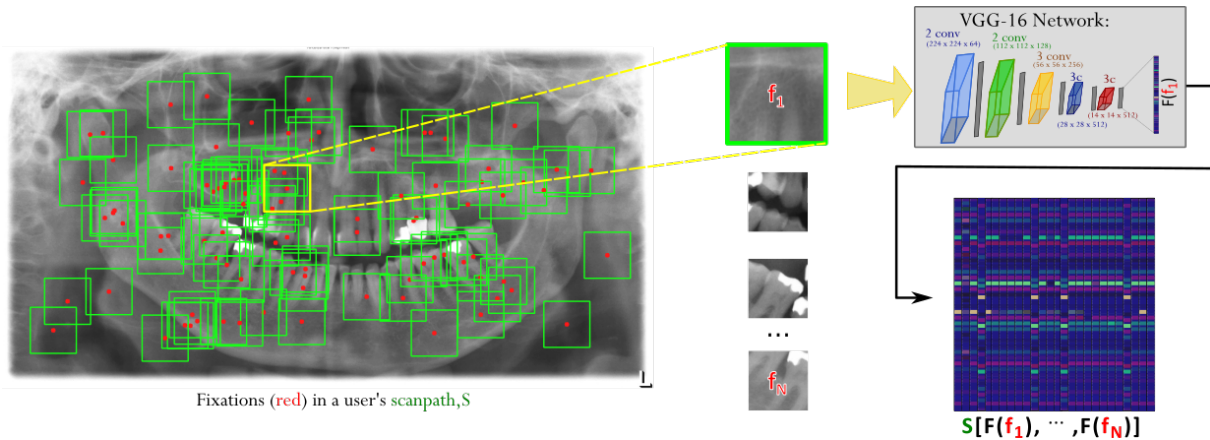 VGG-16 Network:
2 conv
(224 x 224 x 64)
2 conv
(112 x 112 x 128)
3 conv
(56 x 56 x 256)
3c
(28 x 28 x 512)
3c
(14 x 14 x 512)
F(f1)
f1
...
fN
L
Fixations (red) in a user's scanpath,S
S[F(f1), ... ,F(fN)]